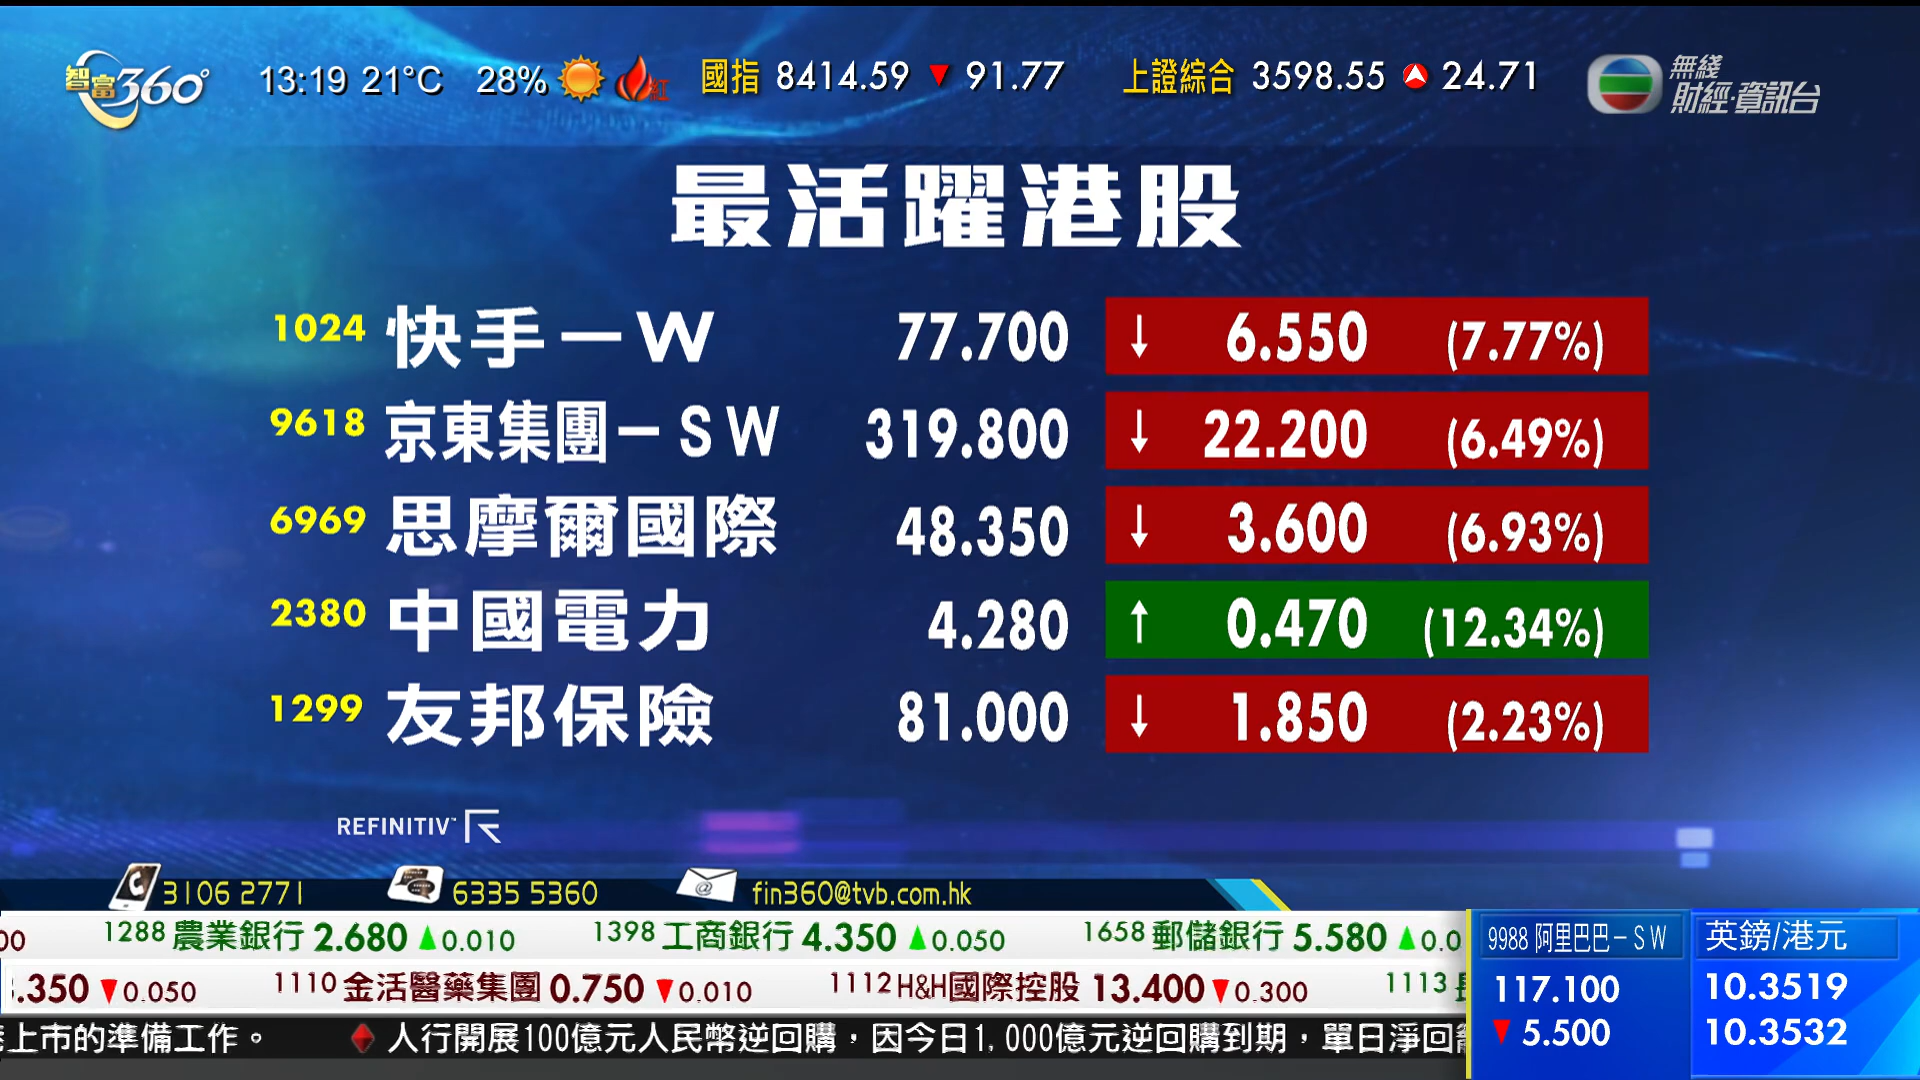 智富360°
13:19 21°C 28% 紅 國指 8414.59 ▼ 91.77 上證綜合 3598.55 24.71
無綫
財經·資訊台
最活躍港股
1024 快手－W 77.700 ↓ 6.550 (7.77%)
9618 京東集團－SW 319.800 ↓ 22.200 (6.49%)
6969 思摩爾國際 48.350 ↓ 3.600 (6.93%)
2380 中國電力 4.280 ↑ 0.470 (12.34%)
1299 友邦保險 81.000 ↓ 1.850 (2.23%)
REFINITIV™
3106 2771 6335 5360 fin360@tvb.com.hk
00 1288 農業銀行 2.680 ▲0.010 1398 工商銀行 4.350 ▲0.050 1658 郵儲銀行 5.580 ▲0.0
.350 ▼0.050 1110 金活醫藥集團 0.750 ▼0.010 1112 H&H國際控股 13.400 ▼0.300 1113
上市的準備工作。 ♦ 人行開展100億元人民幣逆回購，因今日1,000億元逆回購到期，單日淨回
9988 阿里巴巴－SW
117.100
▼ 5.500
英鎊/港元
10.3519
10.3532